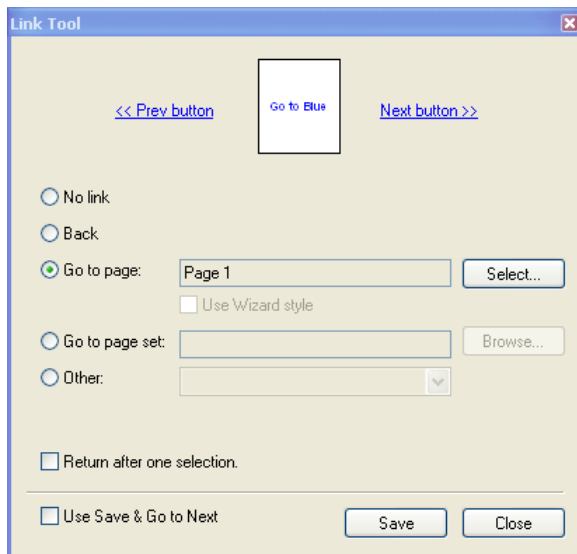 Link Tool
<< Prev button
Go to Blue
Next button >>
No link
Back
Go to page:
Page 1
Select...
Use Wizard style
Go to page set:
Browse...
Other:
Return after one selection.
Use Save & Go to Next
Save
Close